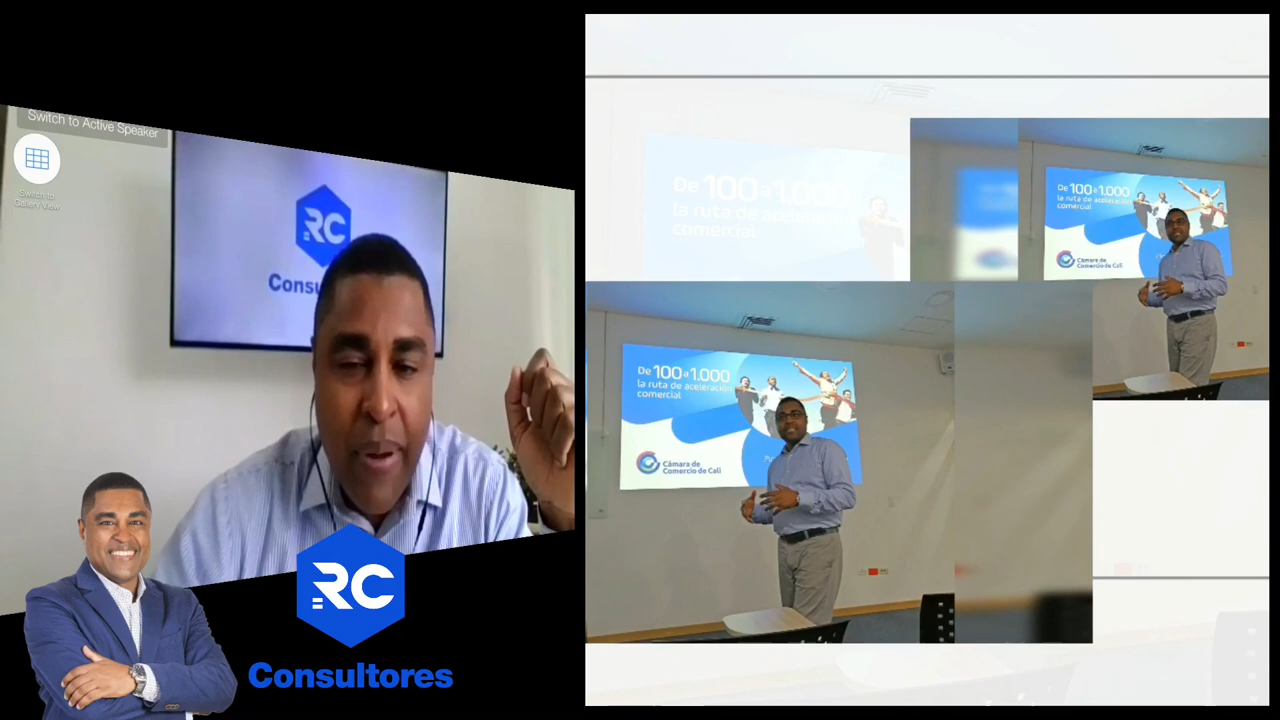 Switch to Active Speaker
Switch to
Gallery View
RC
Consu
RC
Consultores
De 100 a 1.0
la ruta de acele
comercial
De 100 a 1.000
la ruta de aceleración
comercial
Cámara de
Comercio de Cali
De 100 a 1.000
la ruta de aceleración
comercial
Cámara de
Comercio de Cali